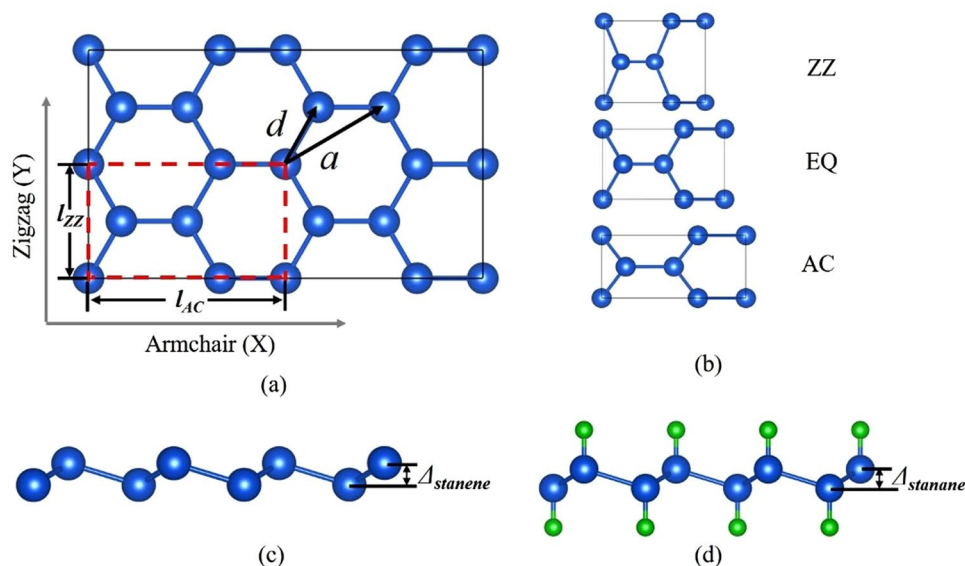 ZZ
d
a
Zigzag (Y)
l_ZZ
EQ
l_AC
AC
Armchair (X)
(a)
(b)
Δ_stanene
Δ_stanane
(c)
(d)